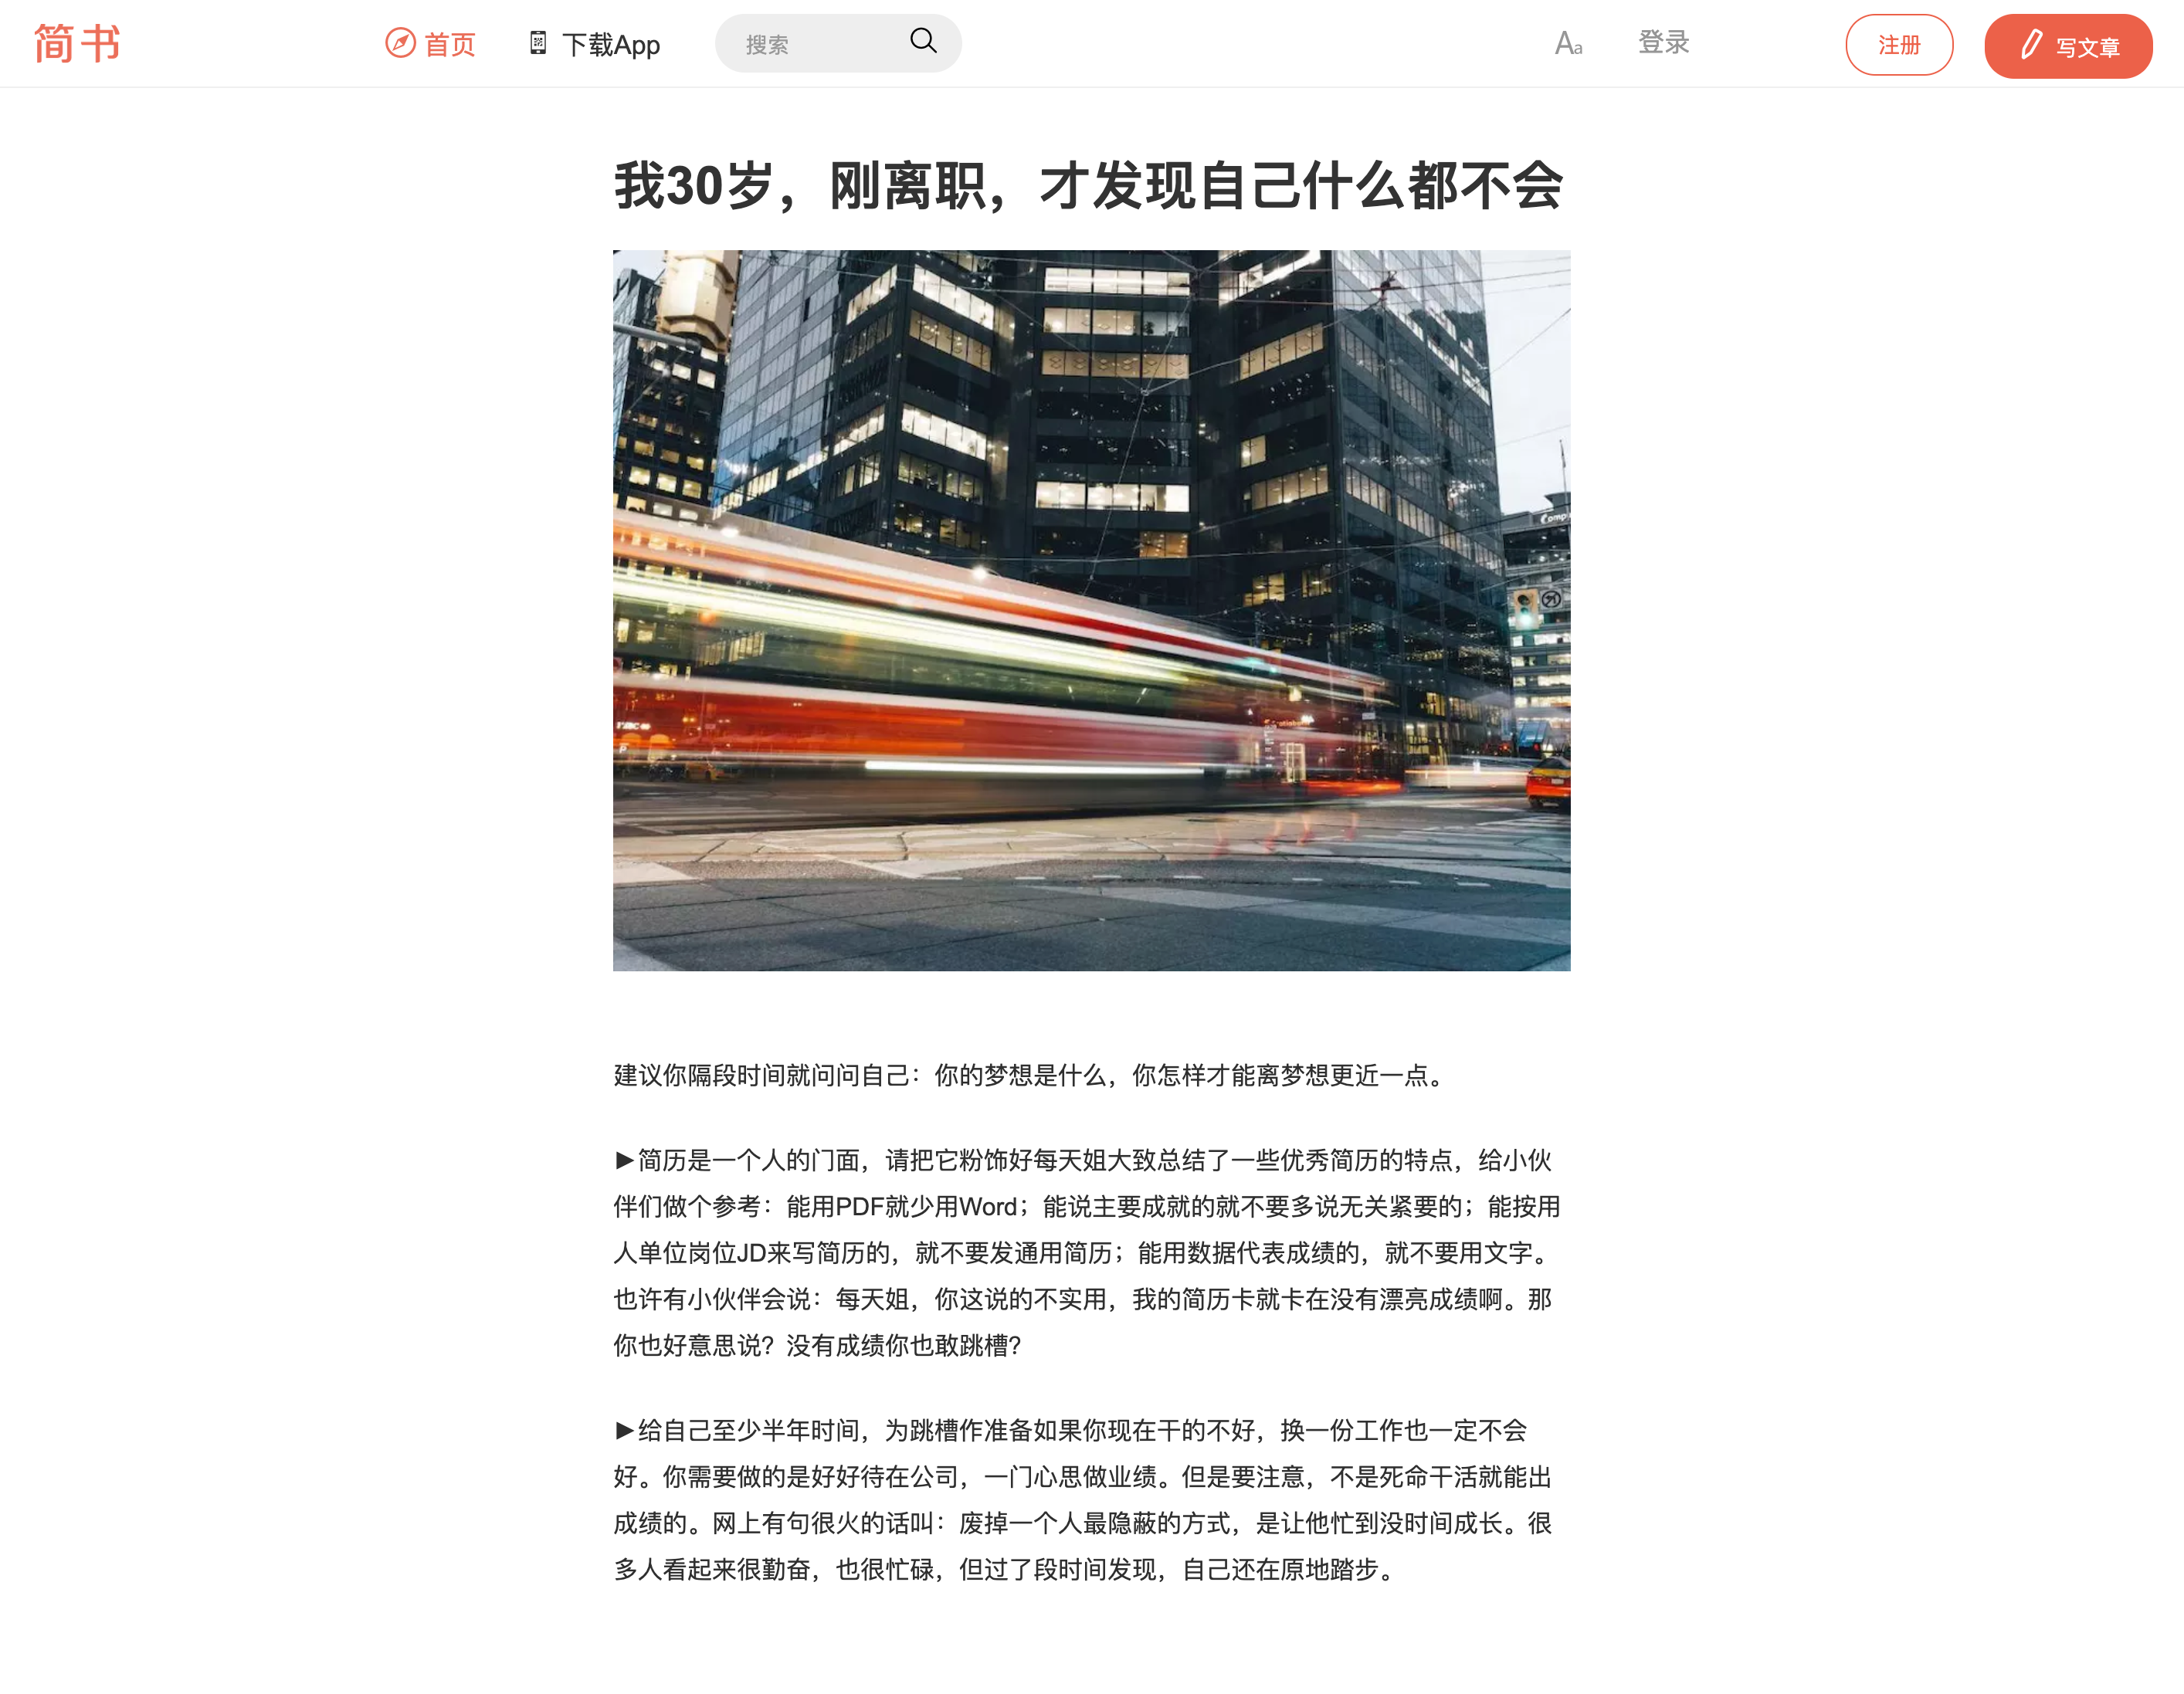 简书
首页
下载App
搜索
Aa
登录
注册
写文章
我30岁，刚离职，才发现自己什么都不会
Comp
建议你隔段时间就问问自己：你的梦想是什么，你怎样才能离梦想更近一点。
►简历是一个人的门面，请把它粉饰好每天姐大致总结了一些优秀简历的特点，给小伙
伴们做个参考：能用PDF就少用Word；能说主要成就的就不要多说无关紧要的；能按用
人单位岗位JD来写简历的，就不要发通用简历；能用数据代表成绩的，就不要用文字。
也许有小伙伴会说：每天姐，你这说的不实用，我的简历卡就卡在没有漂亮成绩啊。那
你也好意思说？没有成绩你也敢跳槽？
►给自己至少半年时间，为跳槽作准备如果你现在干的不好，换一份工作也一定不会
好。你需要做的是好好待在公司，一门心思做业绩。但是要注意，不是死命干活就能出
成绩的。网上有句很火的话叫：废掉一个人最隐蔽的方式，是让他忙到没时间成长。很
多人看起来很勤奋，也很忙碌，但过了段时间发现，自己还在原地踏步。